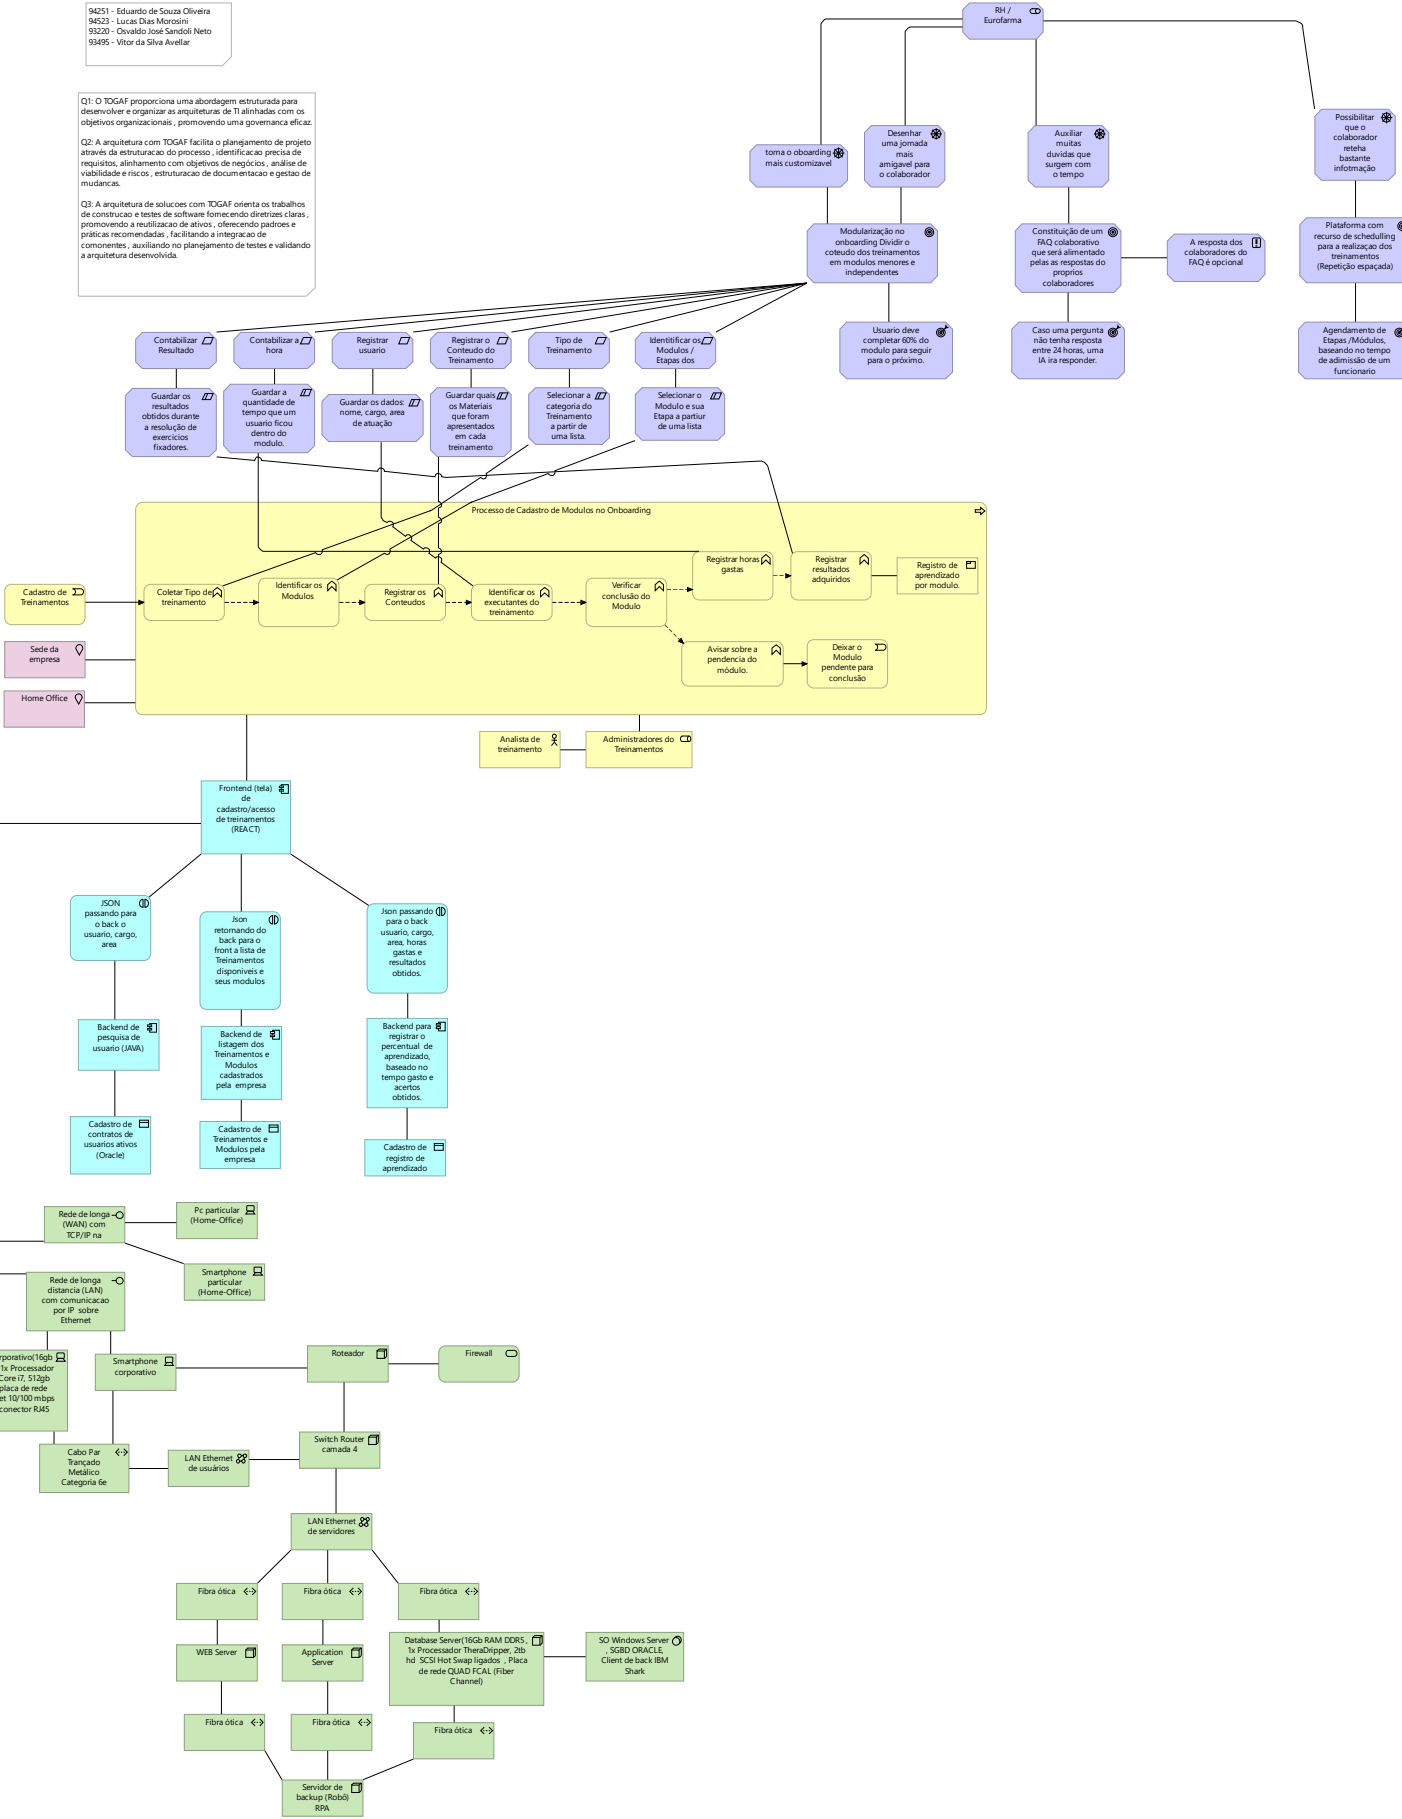 94251 - Eduardo de Souza Oliveira
94523 - Lucas Dias Morosini
93220 - Osvaldo José Sandoli Neto
93495 - Vitor da Silva Avellar
Q1: O TOGAF proporciona uma abordagem estruturada para
desenvolver e organizar as arquiteturas de TI alinhadas com os
objetivos organizacionais , promovendo uma governanca eficaz.
Q2: A arquitetura com TOGAF facilita o planejamento de projeto
através da estruturacao do processo , identificacao precisa de
requisitos, alinhamento com objetivos de negócios , análise de
viabilidade e riscos , estruturacao de documentacao e gestao de
mudancas.
Q3: A arquitetura de solucoes com TOGAF orienta os trabalhos
de construcao e testes de software fornecendo diretrizes claras ,
promovendo a reutilizacao de ativos , oferecendo padroes e
práticas recomendadas , facilitando a integracao de
comonentes , auxiliando no planejamento de testes e validando
a arquitetura desenvolvida.
RH /
Eurofarma
torna o oboarding
mais customizavel
Desenhar
uma jornada
mais
amigavel para
o colaborador
Auxiliar
muitas
duvidas que
surgem com
o tempo
Possibilitar
que o
colaborador
reteha
bastante
infotmação
Modularização no
onboarding Dividir o
coteudo dos treinamentos
em modulos menores e
independentes
Constituição de um
FAQ colaborativo
que será alimentado
pelas as respostas do
proprios
colaboradores
A resposta dos
colaboradores do
FAQ é opcional
Plataforma com
recurso de schedulling
para a realizaçao dos
treinamentos
(Repetição espaçada)
Usuario deve
completar 60% do
modulo para seguir
para o próximo.
Caso uma pergunta
não tenha resposta
entre 24 horas, uma
IA ira responder.
Agendamento de
Etapas /Módulos,
baseando no tempo
de adimissão de um
funcionario
Contabilizar
Resultado
Contabilizar a
hora
Registrar
usuario
Registrar o
Conteudo do
Treinamento
Tipo de
Treinamento
Identitificar os
Modulos /
Etapas dos
Guardar os
resultados
obtidos durante
a resolução de
exercicios
fixadores.
Guardar a
quantidade de
tempo que um
usuario ficou
dentro do
modulo.
Guardar os dados:
nome, cargo, area
de atuação
Guardar quais
os Materiais
que foram
apresentados
em cada
treinamento
Selecionar a
categoria do
Treinamento
a partir de
uma lista.
Selecionar o
Modulo e sua
Etapa a partiur
de uma lista
Processo de Cadastro de Modulos no Onboarding
Cadastro de
Treinamentos
Coletar Tipo de
treinamento
Identificar os
Modulos
Registrar os
Conteudos
Identificar os
executantes do
treinamento
Verificar
conclusão do
Modulo
Registrar horas
gastas
Registrar
resultados
adquiridos
Registro de
aprendizado
por modulo.
Avisar sobre a
pendencia do
módulo.
Deixar o
Modulo
pendente para
conclusão
Sede da
empresa
Home Office
Analista de
treinamento
Administradores do
Treinamentos
Frontend (tela)
de
cadastro/acesso
de treinamentos
(REACT)
JSON
passando para
o back o
usuario, cargo,
area
Json
retornando do
back para o
front a lista de
Treinamentos
disponiveis e
seus modulos
Json passando
para o back
usuario, cargo,
area, horas
gastas e
resultados
obtidos.
Backend de
pesquisa de
usuario (JAVA)
Backend de
listagem dos
Treinamentos e
Modulos
cadastrados
pela empresa
Backend para
registrar o
percentual de
aprendizado,
baseado no
tempo gasto e
acertos
obtidos.
Cadastro de
contratos de
usuarios ativos
(Oracle)
Cadastro de
Treinamentos e
Modulos pela
empresa
Cadastro de
registro de
aprendizado
Rede de longa
(WAN) com
TCP/IP na
Pc particular
(Home-Office)
Smartphone
particular
(Home-Office)
Rede de longa
distancia (LAN)
com comunicacao
por IP sobre
Ethernet
rporativo(16gb
1x Processador
Core i7, 512gb
placa de rede
et 10/100 mbps
conector RJ45
Smartphone
corporativo
Roteador
Firewall
Cabo Par
Trançado
Metálico
Categoria 6e
LAN Ethernet
de usuários
Switch Router
camada 4
LAN Ethernet
de servidores
Fibra ótica
Fibra ótica
Fibra ótica
WEB Server
Application
Server
Database Server(16Gb RAM DDR5 ,
1x Processador TheraDripper, 2tb
hd SCSI Hot Swap ligados , Placa
de rede QUAD FCAL (Fiber
Channel)
SO Windows Server
, SGBD ORACLE,
Client de back IBM
Shark
Fibra ótica
Fibra ótica
Fibra ótica
Servidor de
backup (Robô)
RPA